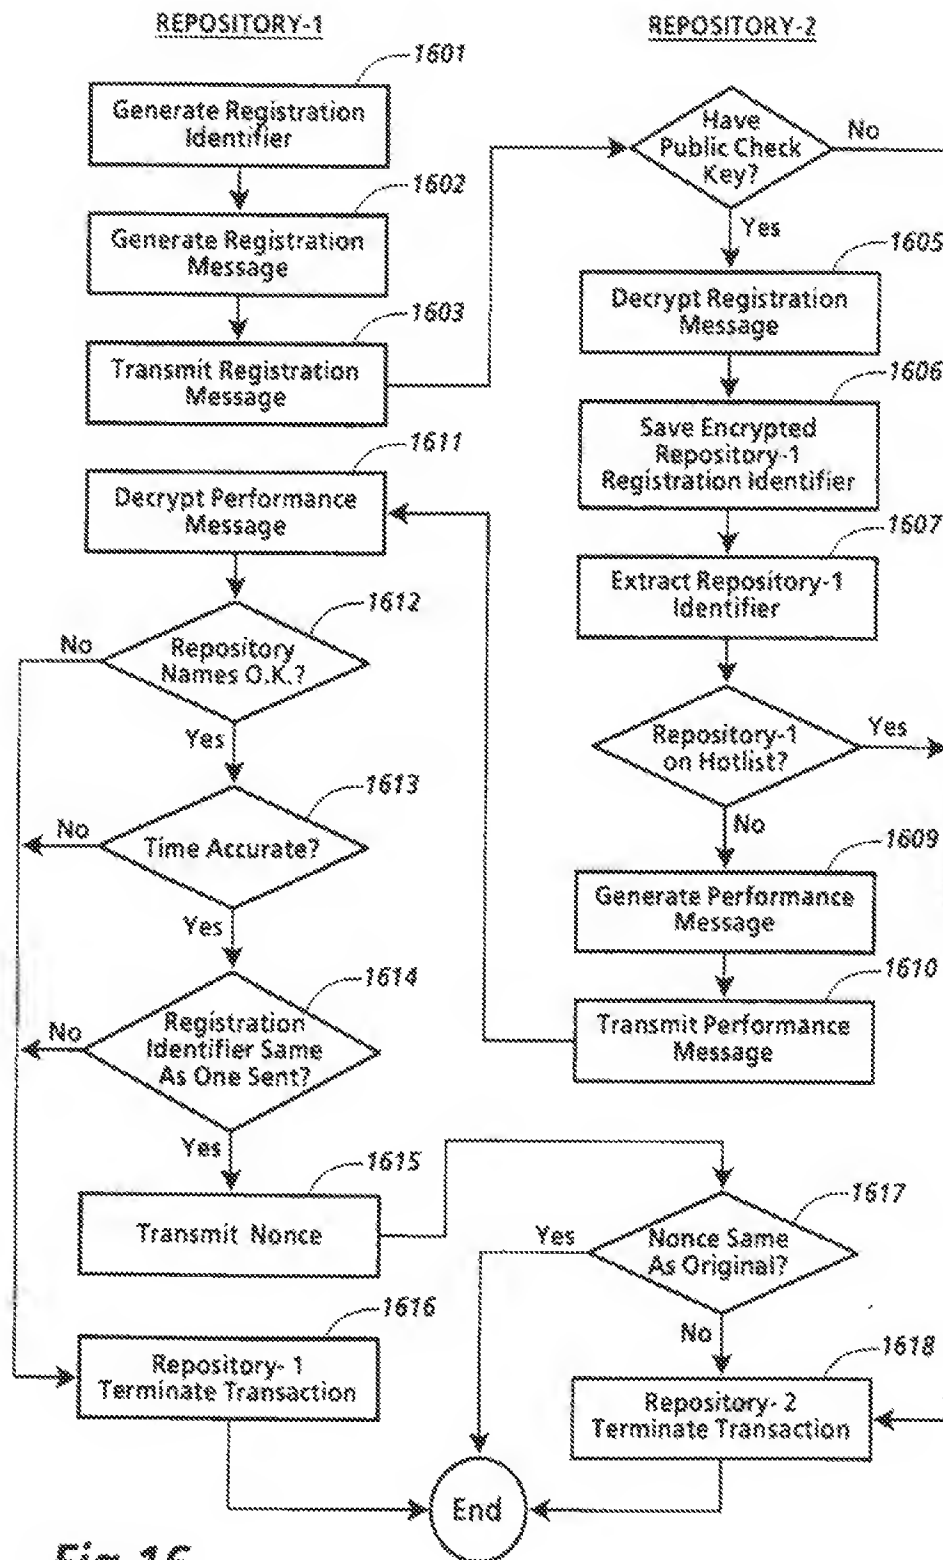 REPOSITORY-1
1601
Generate Registration
Identifier
1602
Generate Registration
Message
1603
Transmit Registration
Message
1611
Decrypt Performance
Message
1612
Repository
Names O.K.?
No
Yes
1613
Time Accurate?
No
Yes
1614
Registration
Identifier Same
As One Sent?
No
Yes
1615
Transmit Nonce
1616
Repository- 1
Terminate Transaction
REPOSITORY-2
Have
Public Check
Key?
No
Yes
1605
Decrypt Registration
Message
1606
Save Encrypted
Repository-1
Registration Identifier
1607
Extract Repository-1
Identifier
Repository-1
on Hotlist?
Yes
No
1609
Generate Performance
Message
1610
Transmit Performance
Message
1617
Nonce Same
As Original?
Yes
No
1618
Repository- 2
Terminate Transaction
End
Fig.16